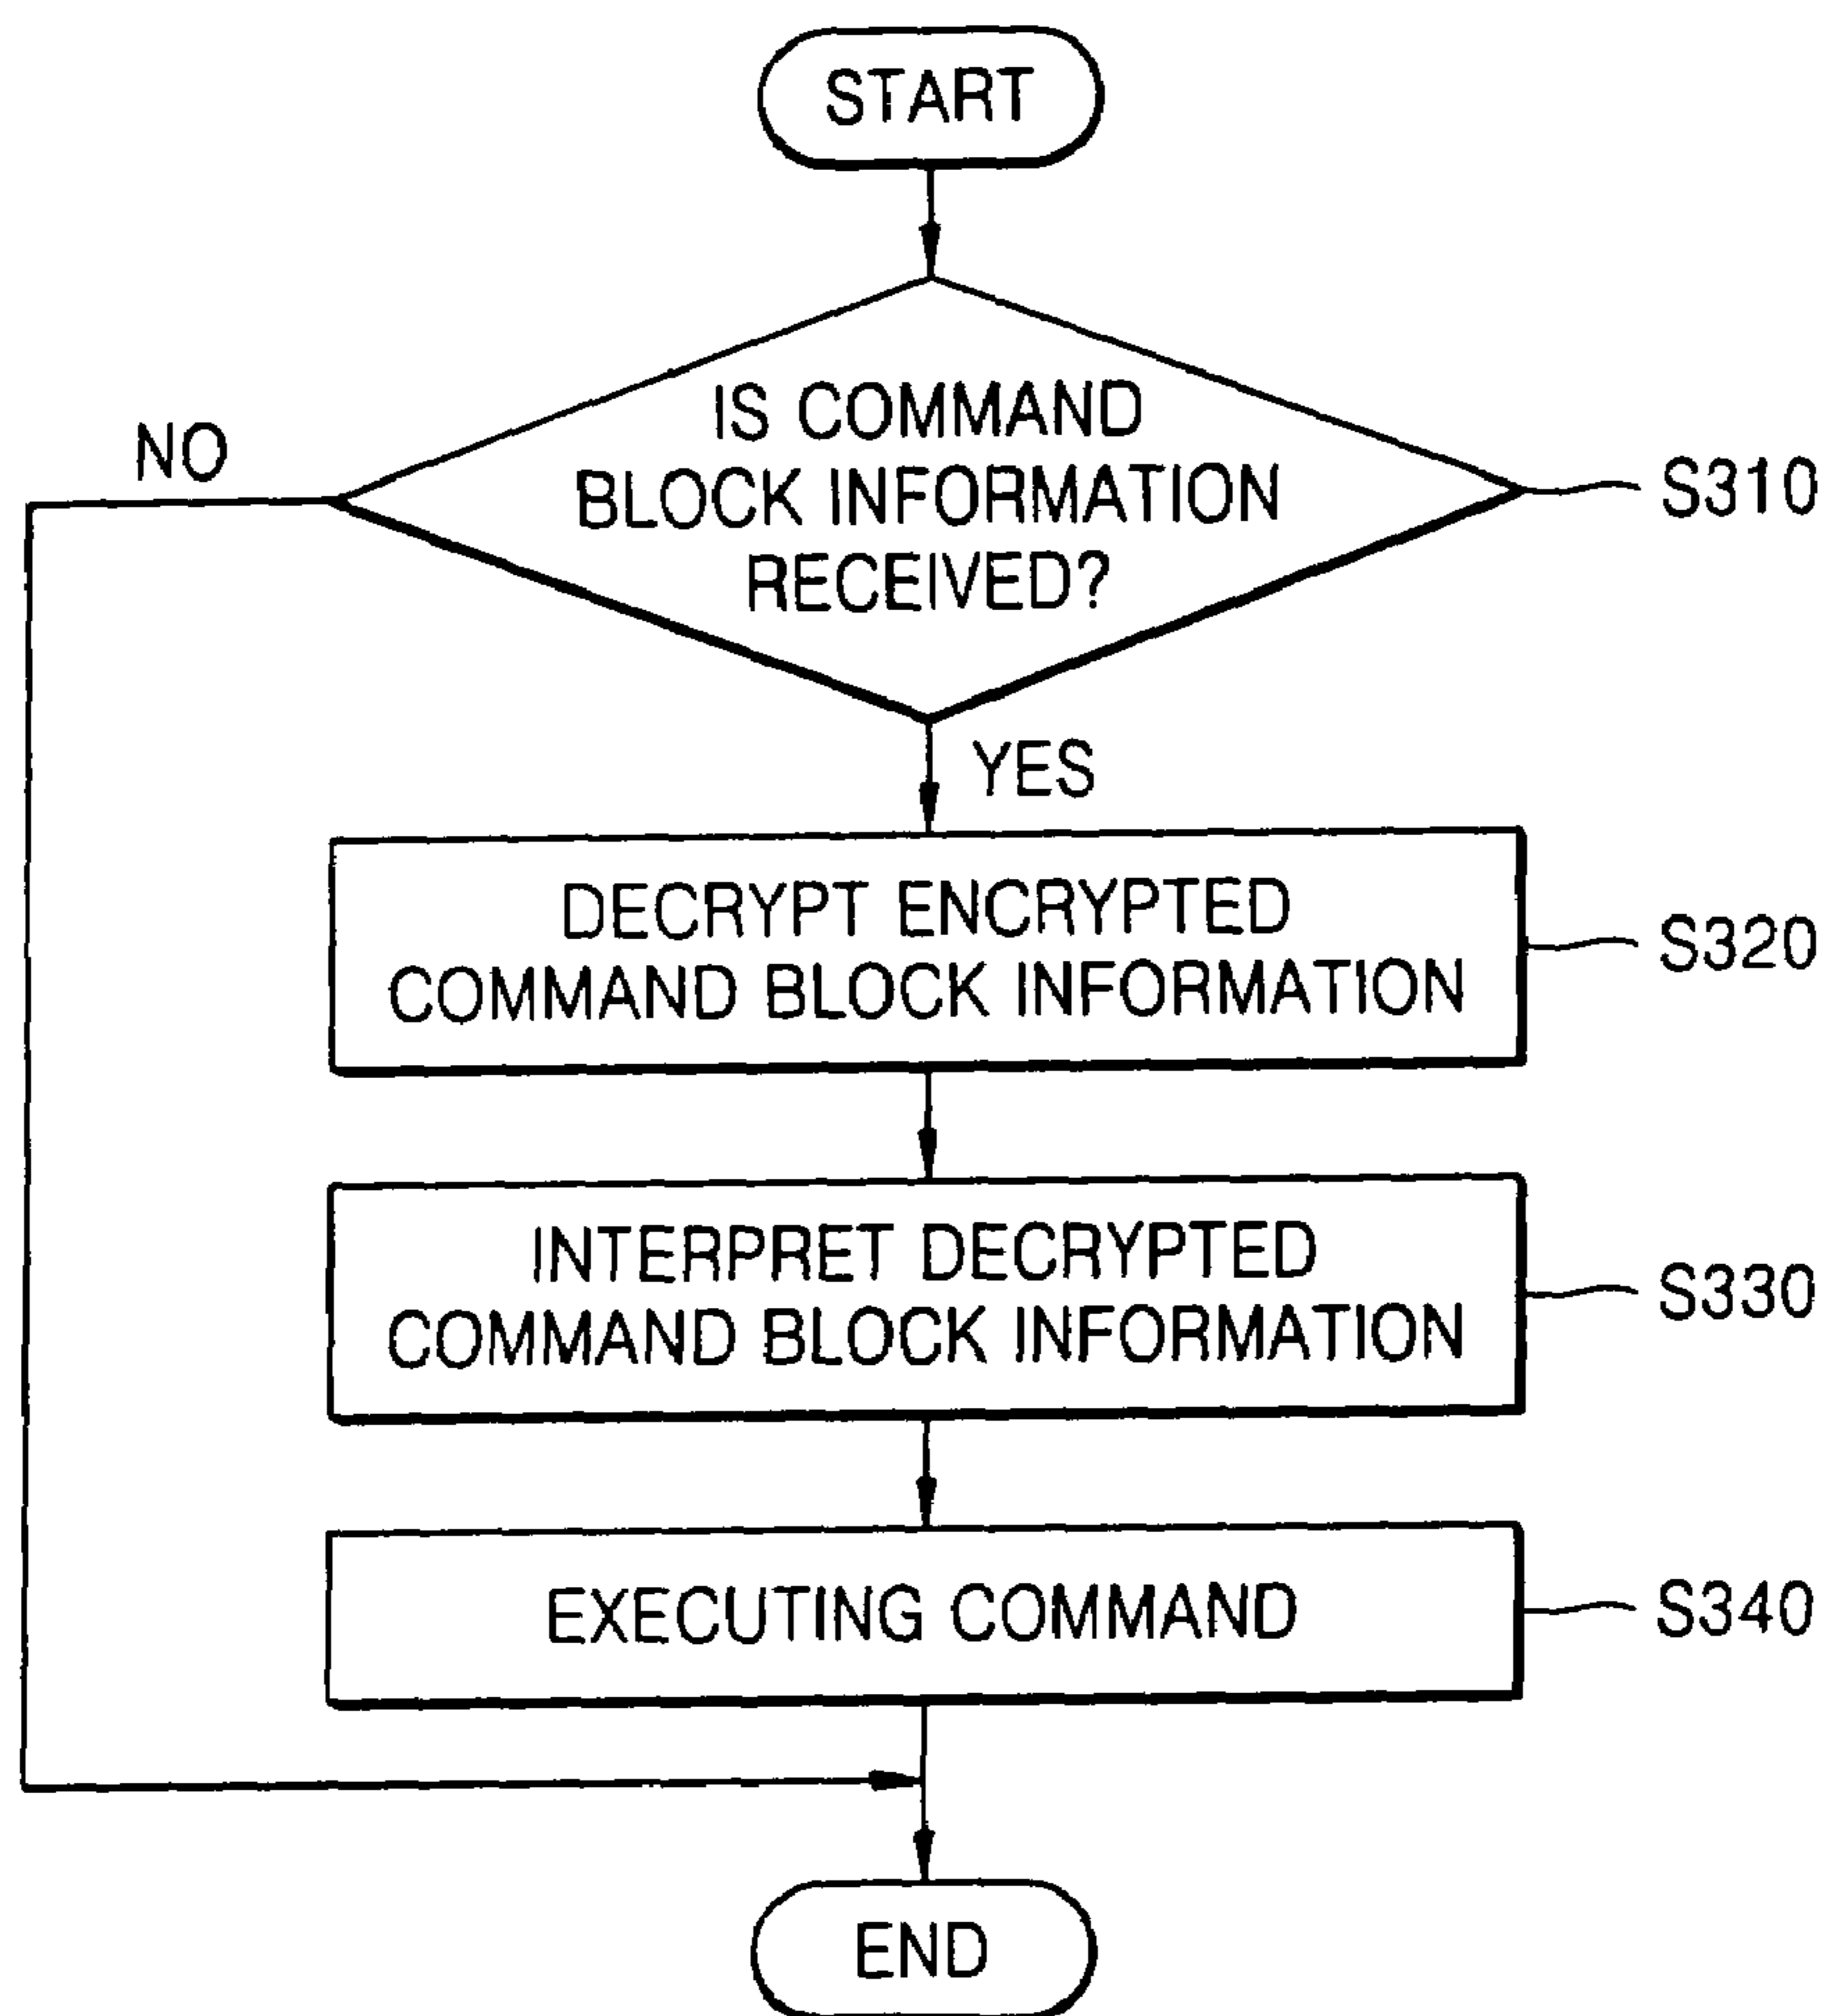 START
IS COMMAND
BLOCK INFORMATION
RECEIVED?
NO
S310
YES
DECRYPT ENCRYPTED
COMMAND BLOCK INFORMATION
S320
INTERPRET DECRYPTED
COMMAND BLOCK INFORMATION
S330
EXECUTING COMMAND
S340
END